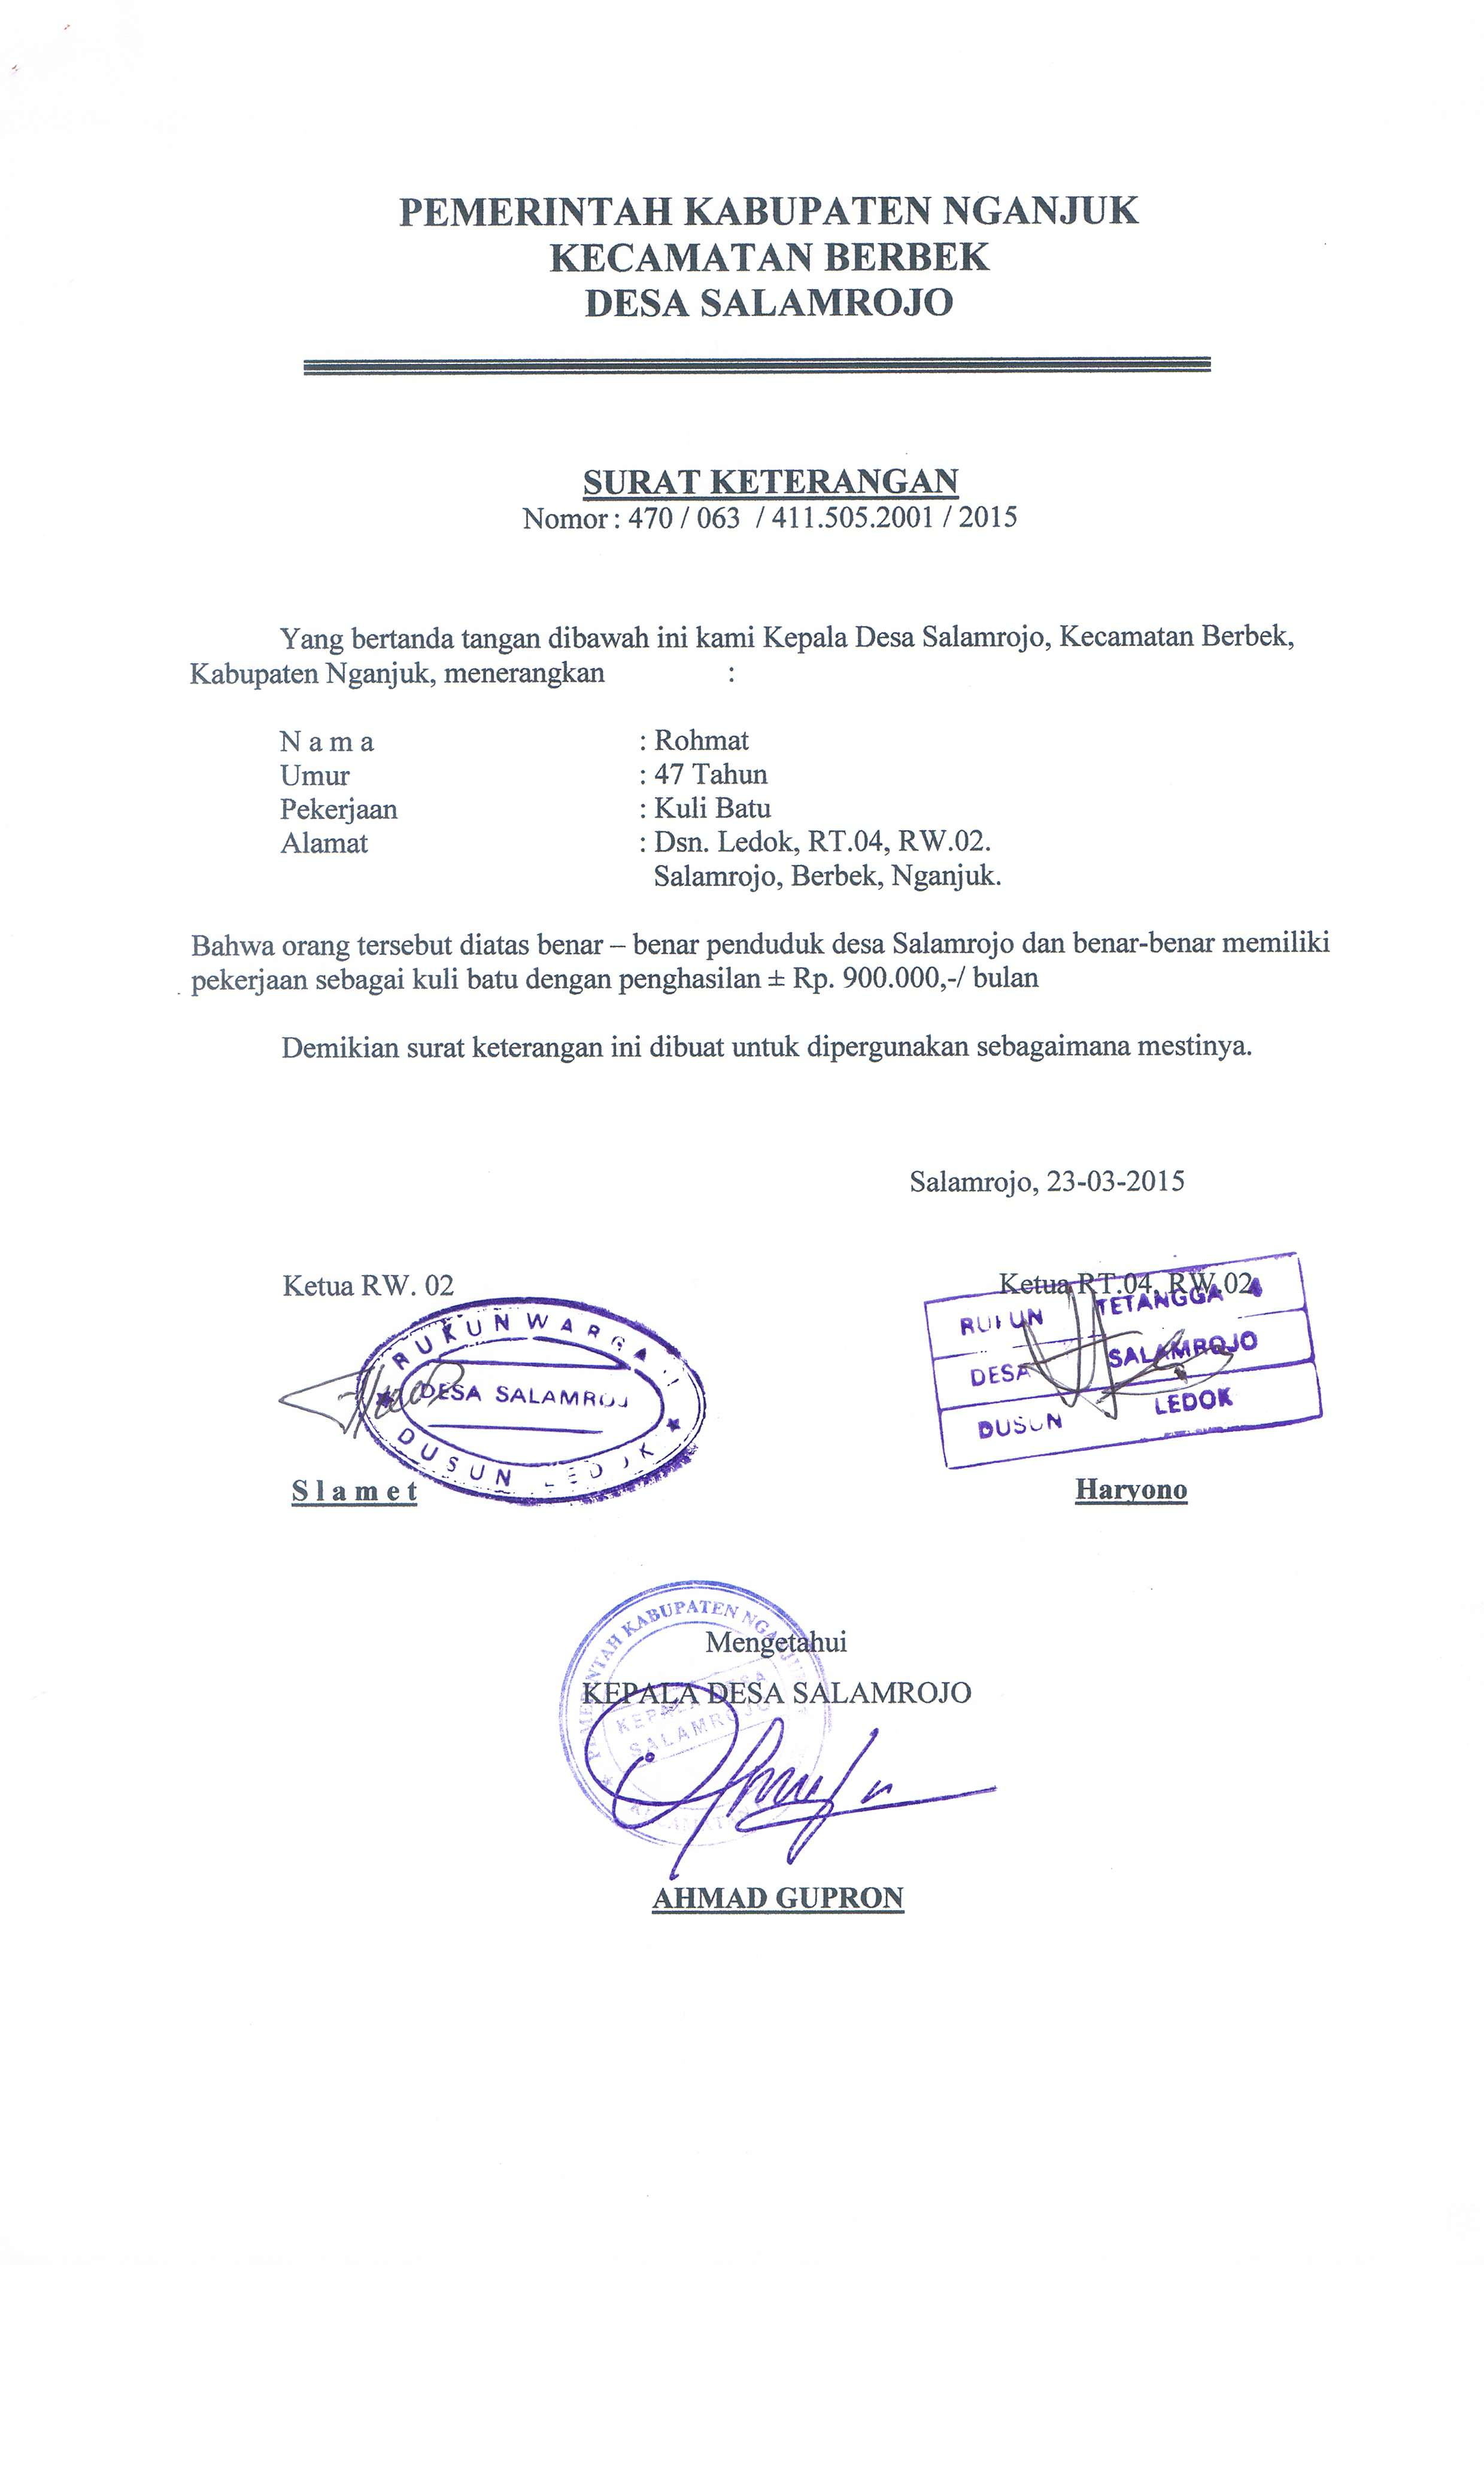 PEMERINTAH KABUPATEN NGANJUK
KECAMATAN BERBEK
DESA SALAMROJO
SURAT KETERANGAN
Nomor : 470 / 063 / 411.505.2001 / 2015
Yang bertanda tangan dibawah ini kami Kepala Desa Salamrojo, Kecamatan Berbek,
Kabupaten Nganjuk, menerangkan :
N a m a : Rohmat
Umur : 47 Tahun
Pekerjaan : Kuli Batu
Alamat : Dsn. Ledok, RT.04, RW.02.
Salamrojo, Berbek, Nganjuk.
Bahwa orang tersebut diatas benar – benar penduduk desa Salamrojo dan benar-benar memiliki
pekerjaan sebagai kuli batu dengan penghasilan ± Rp. 900.000,-/ bulan
Demikian surat keterangan ini dibuat untuk dipergunakan sebagaimana mestinya.
Salamrojo, 23-03-2015
Ketua RW. 02
RUKUN WARGA
DESA SALAMROJ
DUSUN LEDOK
S l a m e t
Ketua RT.04, RW.02
RUKUN TETANGGA 4
DESA SALAMROJO
DUSUN LEDOK
Haryono
PEMERINTAH KABUPATEN NGANJUK
KEPALA DESA
SALAMROJO
KECAMATAN
Mengetahui
KEPALA DESA SALAMROJO
AHMAD GUPRON